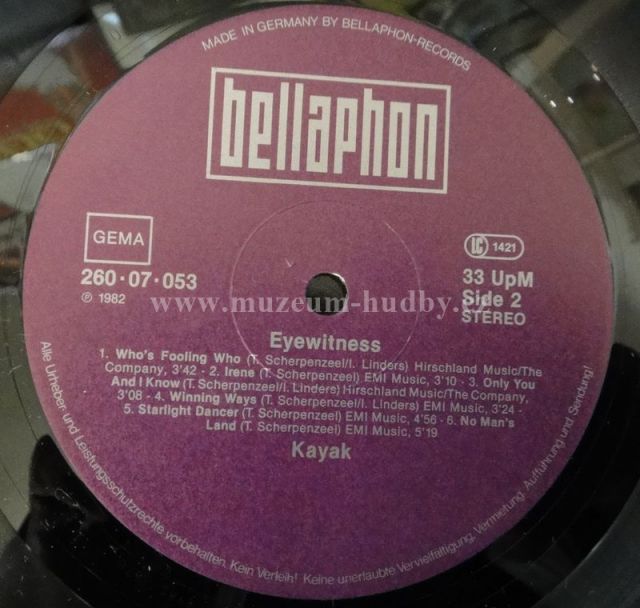 MADE IN GERMANY BY BELLAPHON-RECORDS
bellaphon
GEMA
LC 1421
260·07·053
33 UpM
℗ 1982
Side 2
STEREO
www.muzeum-hudby.cz
Eyewitness
1. Who's Fooling Who (T. Scherpenzeel/I. Linders) Hirschland Music/The
Company, 3'42 - 2. Irene (T. Scherpenzeel) EMI Music, 3'10 - 3. Only You
And I Know (T. Scherpenzeel/I. Linders) Hirschland Music/The Company,
3'08 - 4. Winning Ways (T. Scherpenzeel/I. Linders) EMI Music, 3'24 -
5. Starlight Dancer (T. Scherpenzeel) EMI Music, 4'56 - 6. No Man's
Land (T. Scherpenzeel) EMI Music, 5'19
Kayak
Alle Urheber- und Leistungsschutzrechte vorbehalten. Kein Verleih! Keine unerlaubte Vervielfältigung, Vermietung, Aufführung und Sendung!